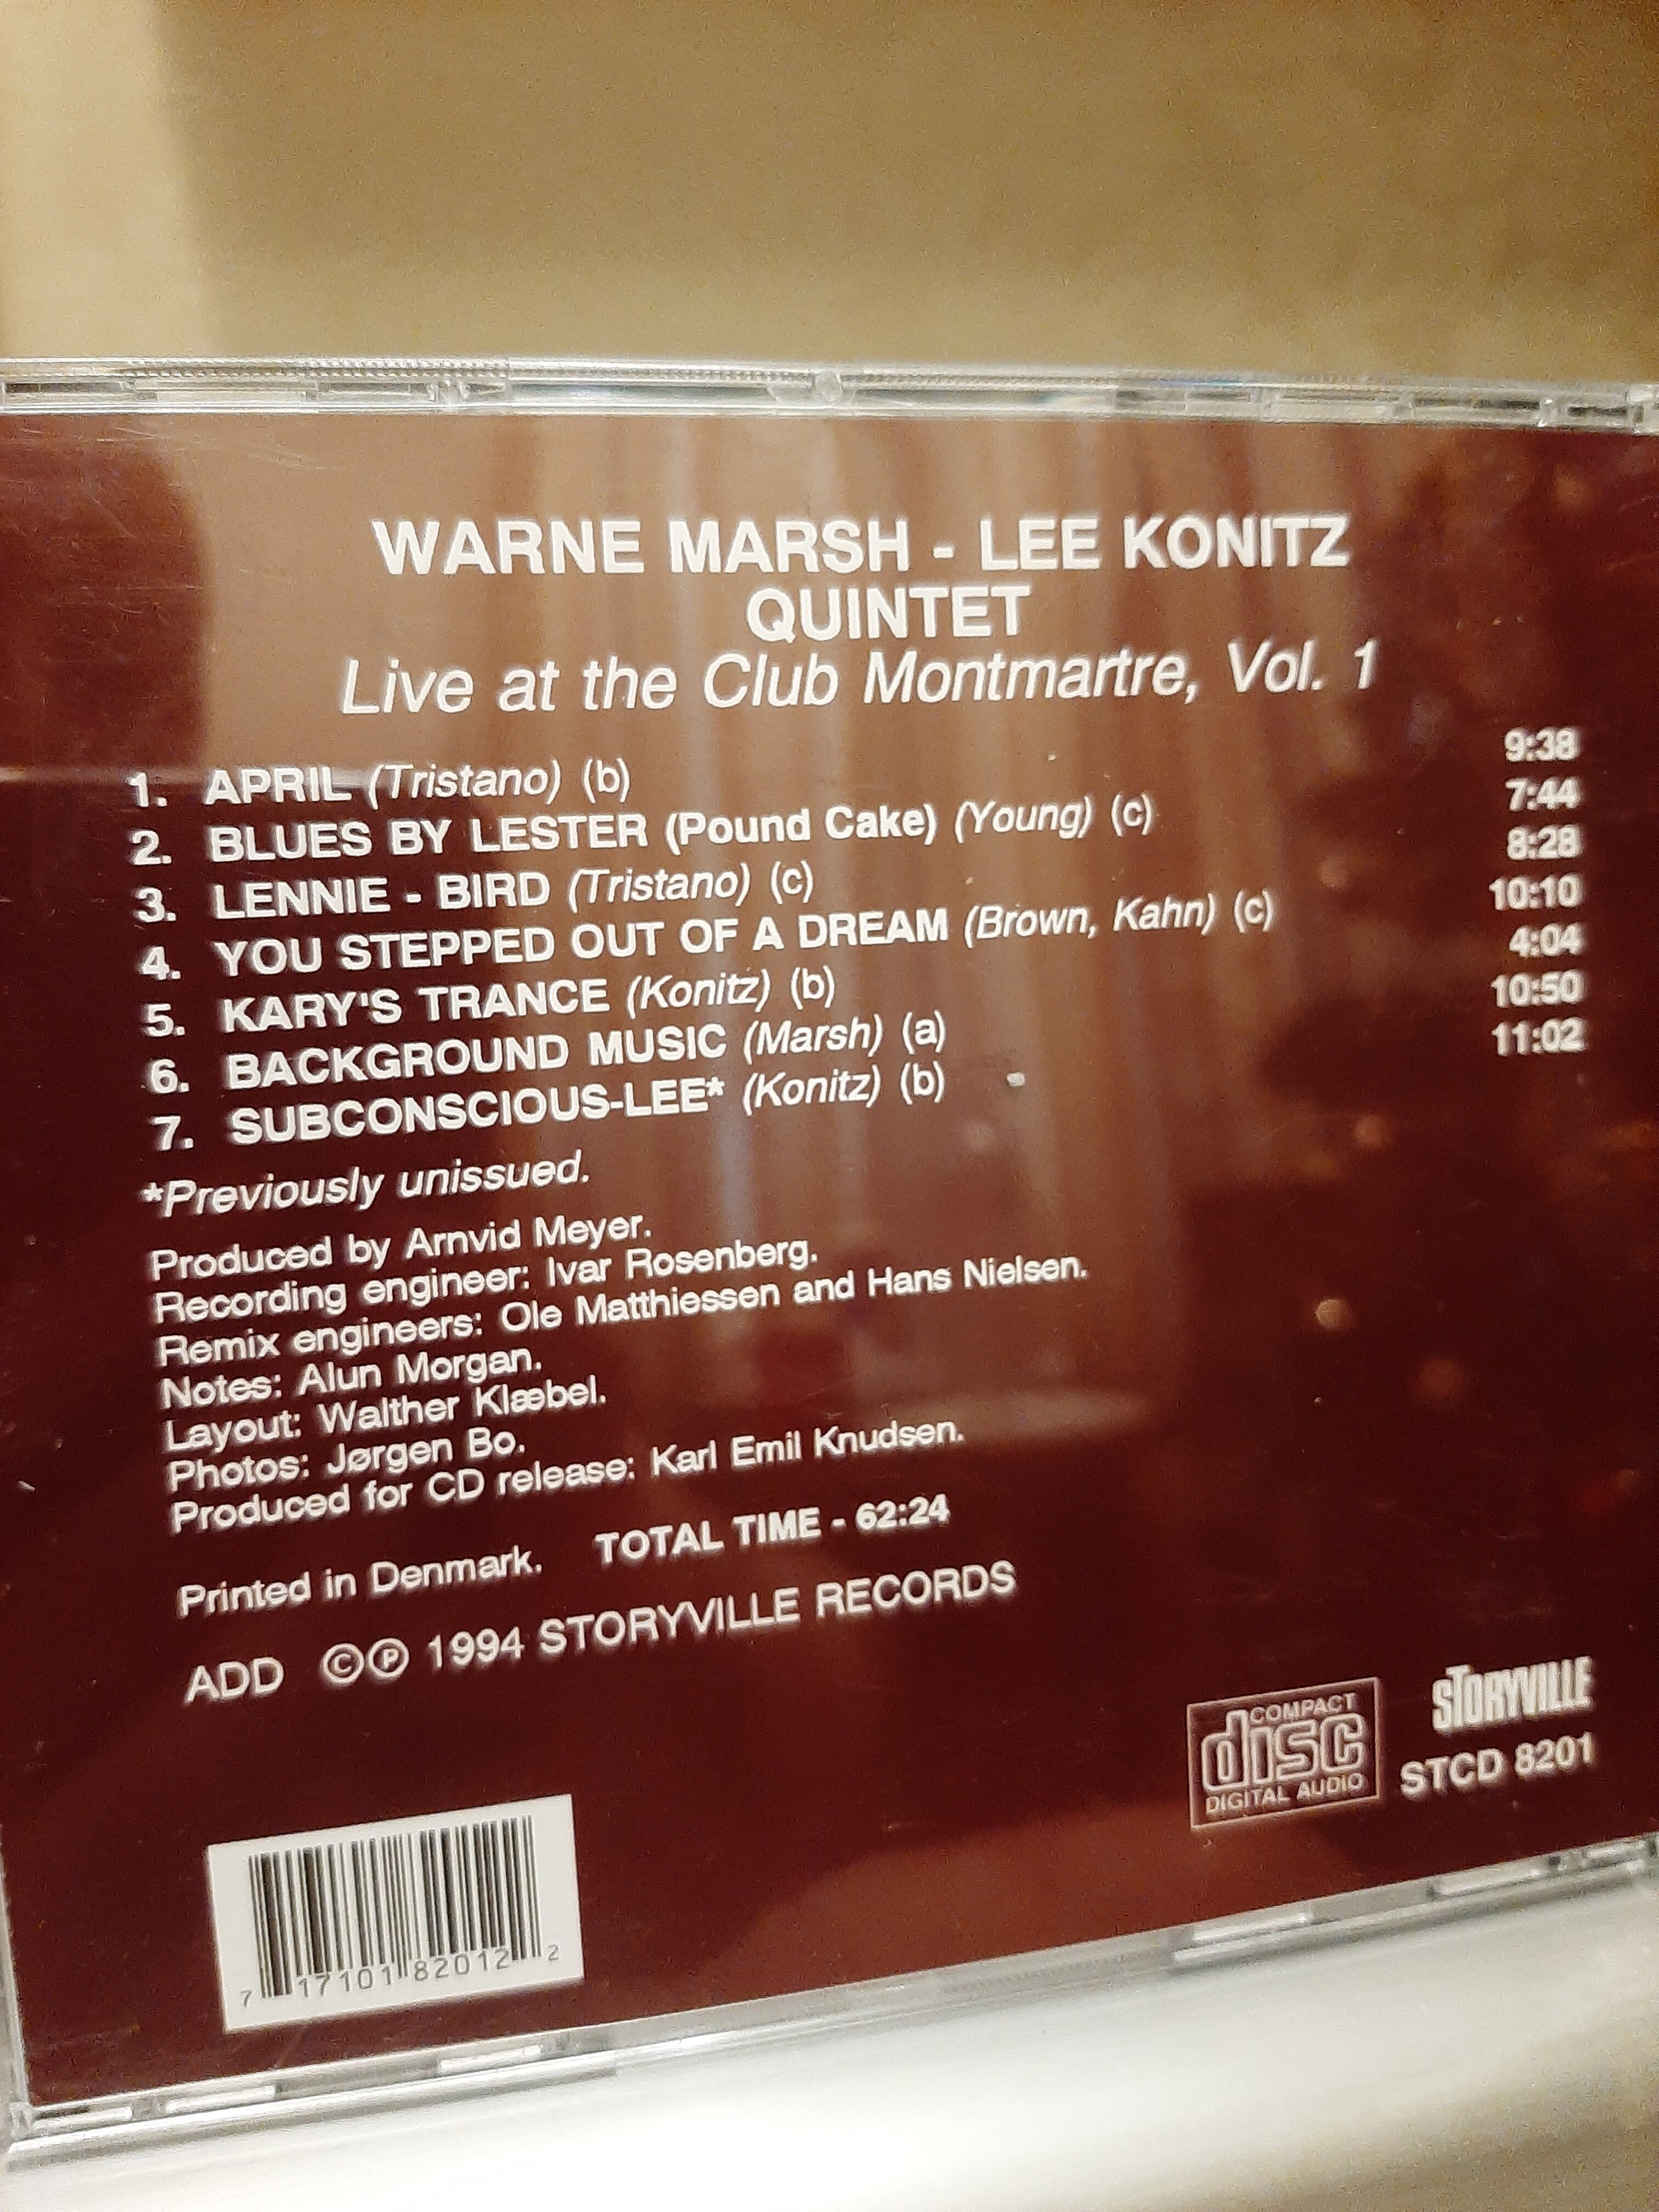 WARNE MARSH - LEE KONITZ
QUINTET
Live at the Club Montmartre, Vol. 1
1. APRIL (Tristano) (b) 9:38
2. BLUES BY LESTER (Pound Cake) (Young) (c) 7:44
3. LENNIE - BIRD (Tristano) (c) 8:28
4. YOU STEPPED OUT OF A DREAM (Brown, Kahn) (c) 10:10
5. KARY'S TRANCE (Konitz) (b) 4:04
6. BACKGROUND MUSIC (Marsh) (a) 10:50
7. SUBCONSCIOUS-LEE* (Konitz) (b) 11:02
*Previously unissued.
Produced by Arnvid Meyer.
Recording engineer: Ivar Rosenberg.
Remix engineers: Ole Matthiessen and Hans Nielsen.
Notes: Alun Morgan.
Layout: Walther Klæbel.
Photos: Jørgen Bo.
Produced for CD release: Karl Emil Knudsen.
Printed in Denmark. TOTAL TIME - 62:24
ADD ©℗ 1994 STORYVILLE RECORDS
COMPACT
disc
DIGITAL AUDIO
STORYVILLE
STCD 8201
7 17101 82012 2